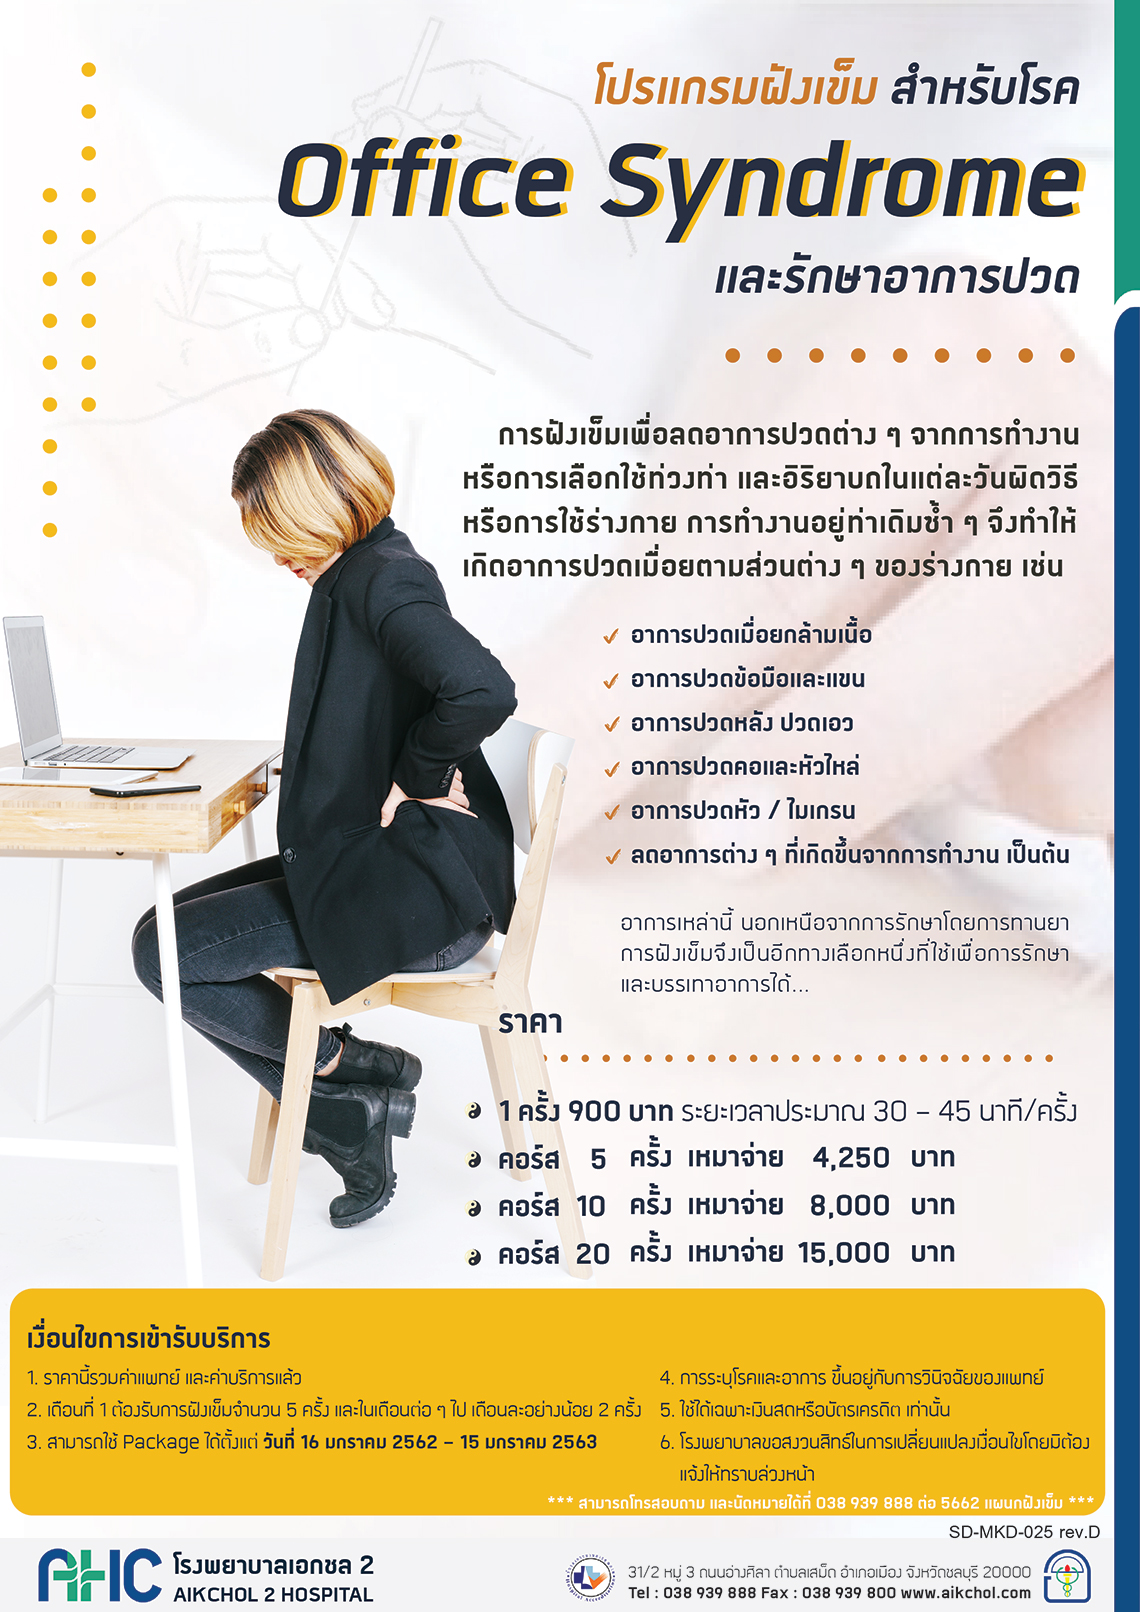 โปรแกรมฝังเข็ม สำหรับโรค
Office Syndrome
และรักษาอาการปวด
การฝังเข็มเพื่อลดอาการปวดต่าง ๆ จากการทำงาน
หรือการเลือกใช้ท่วงท่า และอิริยาบถในแต่ละวันผิดวิธี
หรือการใช้ร่างกาย การทำงานอยู่ท่าเดิมซ้ำ ๆ จึงทำให้
เกิดอาการปวดเมื่อยตามส่วนต่าง ๆ ของร่างกาย เช่น
✓ อาการปวดเมื่อยกล้ามเนื้อ
✓ อาการปวดข้อมือและแขน
✓ อาการปวดหลัง ปวดเอว
✓ อาการปวดคอและหัวไหล่
✓ อาการปวดหัว / ไมเกรน
✓ ลดอาการต่าง ๆ ที่เกิดขึ้นจากการทำงาน เป็นต้น
อาการเหล่านี้ นอกเหนือจากการรักษาโดยการทานยา
การฝังเข็มจึงเป็นอีกทางเลือกหนึ่งที่ใช้เพื่อการรักษา
และบรรเทาอาการได้...
ราคา
1 ครั้ง 900 บาท ระยะเวลาประมาณ 30 – 45 นาที/ครั้ง
คอร์ส 5 ครั้ง เหมาจ่าย 4,250 บาท
คอร์ส 10 ครั้ง เหมาจ่าย 8,000 บาท
คอร์ส 20 ครั้ง เหมาจ่าย 15,000 บาท
เงื่อนไขการเข้ารับบริการ
1. ราคานี้รวมค่าแพทย์ และค่าบริการแล้ว
2. เดือนที่ 1 ต้องรับการฝังเข็มจำนวน 5 ครั้ง และในเดือนต่อ ๆ ไป เดือนละอย่างน้อย 2 ครั้ง
3. สามารถใช้ Package ได้ตั้งแต่ วันที่ 16 มกราคม 2562 – 15 มกราคม 2563
4. การระบุโรคและอาการ ขึ้นอยู่กับการวินิจฉัยของแพทย์
5. ใช้ได้เฉพาะเงินสดหรือบัตรเครดิต เท่านั้น
6. โรงพยาบาลขอสงวนสิทธิ์ในการเปลี่ยนแปลงเงื่อนไขโดยมิต้อง
แจ้งให้ทราบล่วงหน้า
*** สามารถโทรสอบถาม และนัดหมายได้ที่ 038 939 888 ต่อ 5662 แผนกฝังเข็ม ***
SD-MKD-025 rev.D
AHC
โรงพยาบาลเอกชล 2
AIKCHOL 2 HOSPITAL
31/2 หมู่ 3 ถนนอ่างศิลา ตำบลเสม็ด อำเภอเมือง จังหวัดชลบุรี 20000
Tel : 038 939 888 Fax : 038 939 800 www.aikchol.com